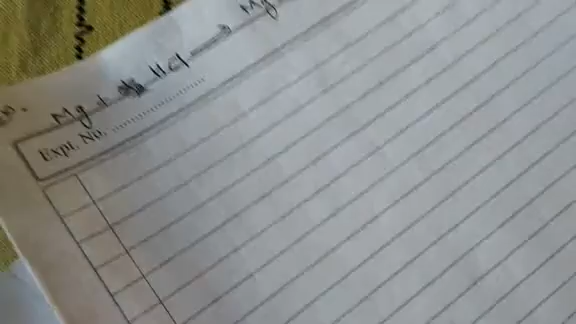 Mg + HCl → Mg
Expt. No. ....................